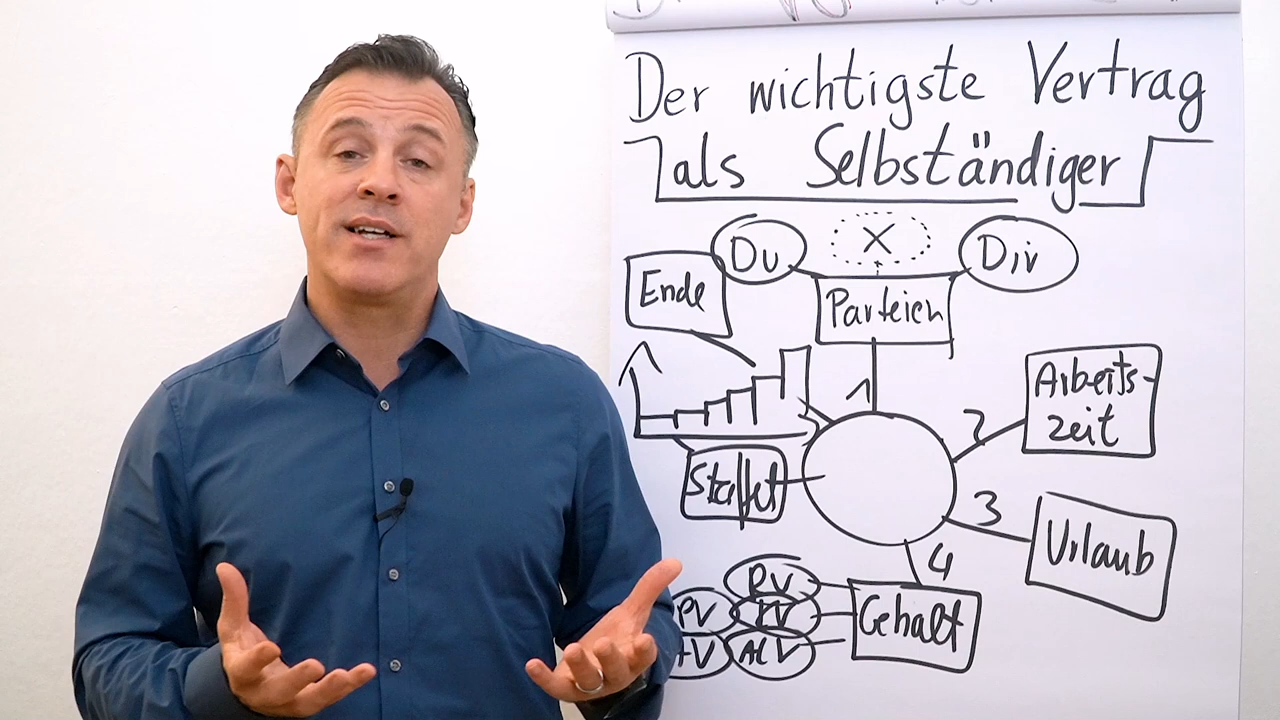 Der wichtigste Vertrag
als Selbständiger
Du
X
Dir
Ende
Parteien
1
Arbeits-
zeit
2
Staffel
3
Urlaub
4
RV
PV
Gehalt
ALV